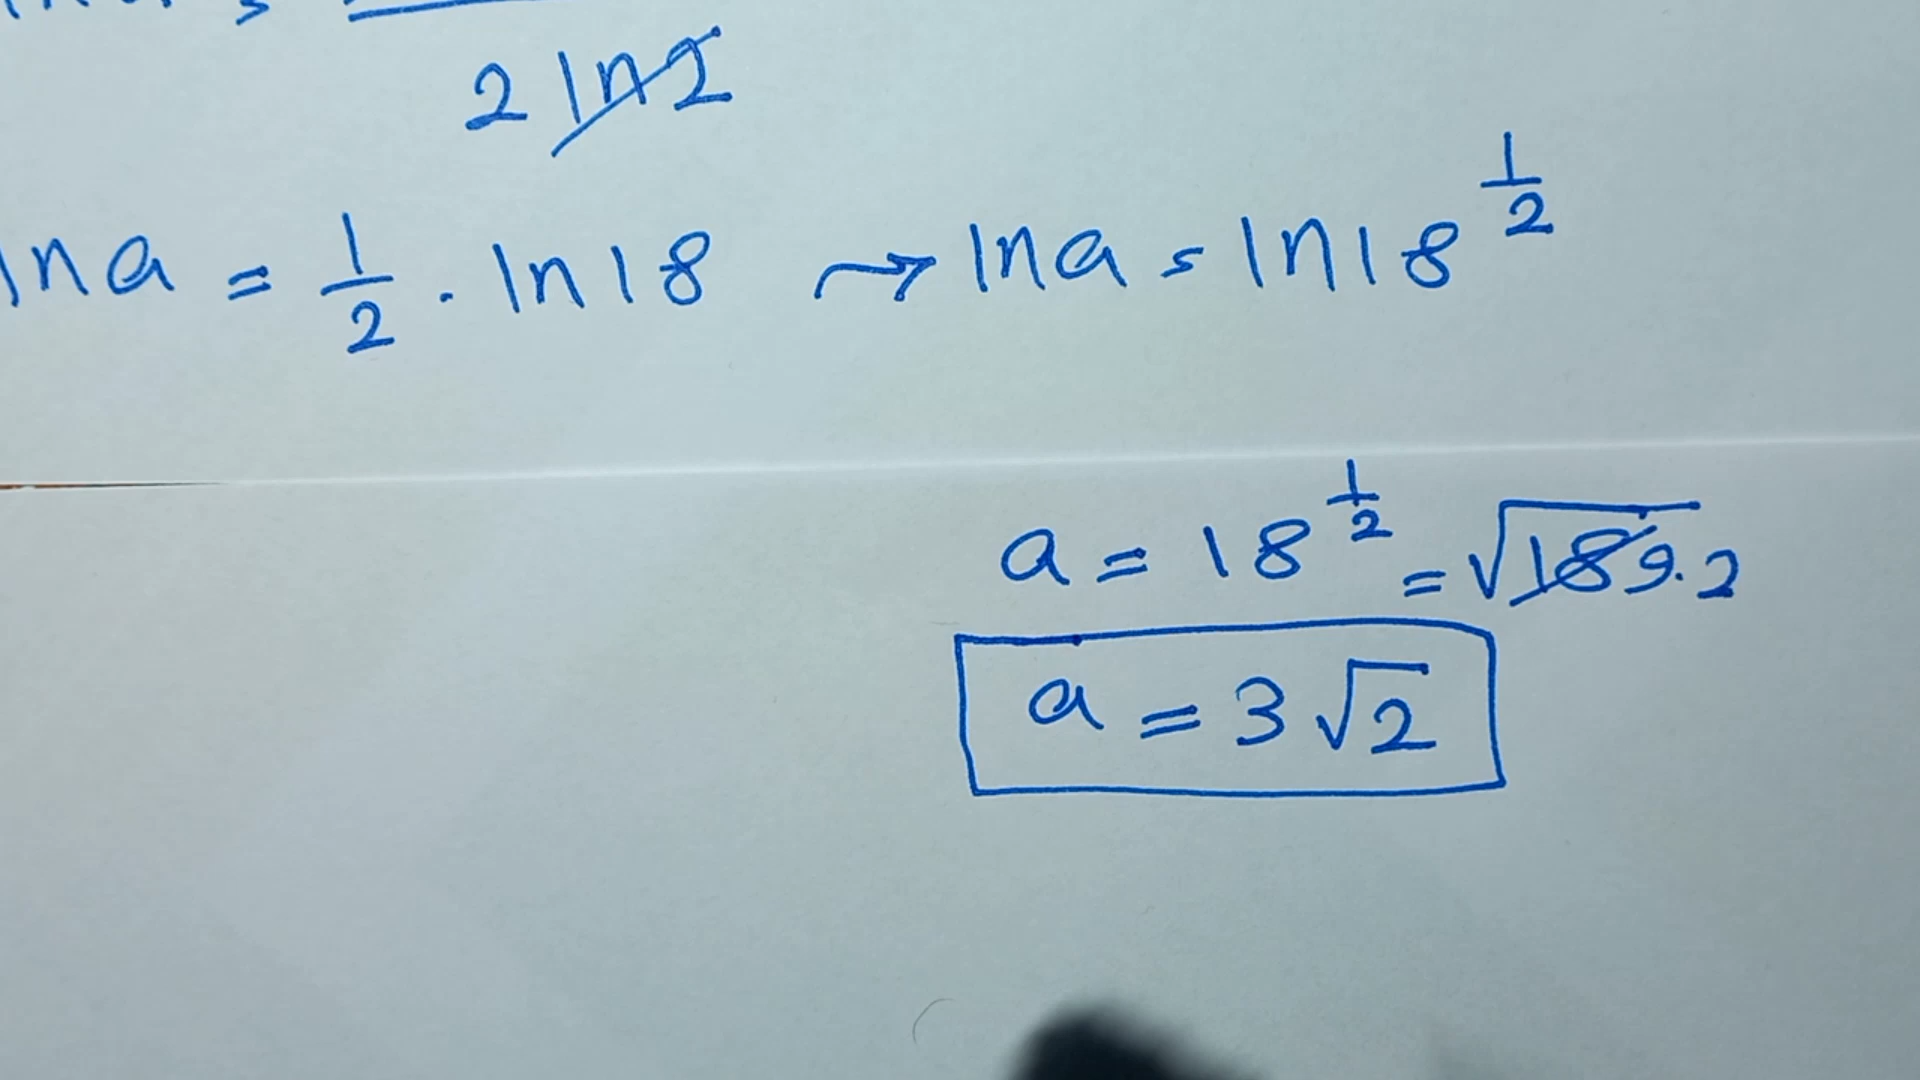 2 ln2
ln a = 1/2 . ln 18 → ln a = ln 18^1/2
a = 18^1/2 = √18 9.2
a = 3√2